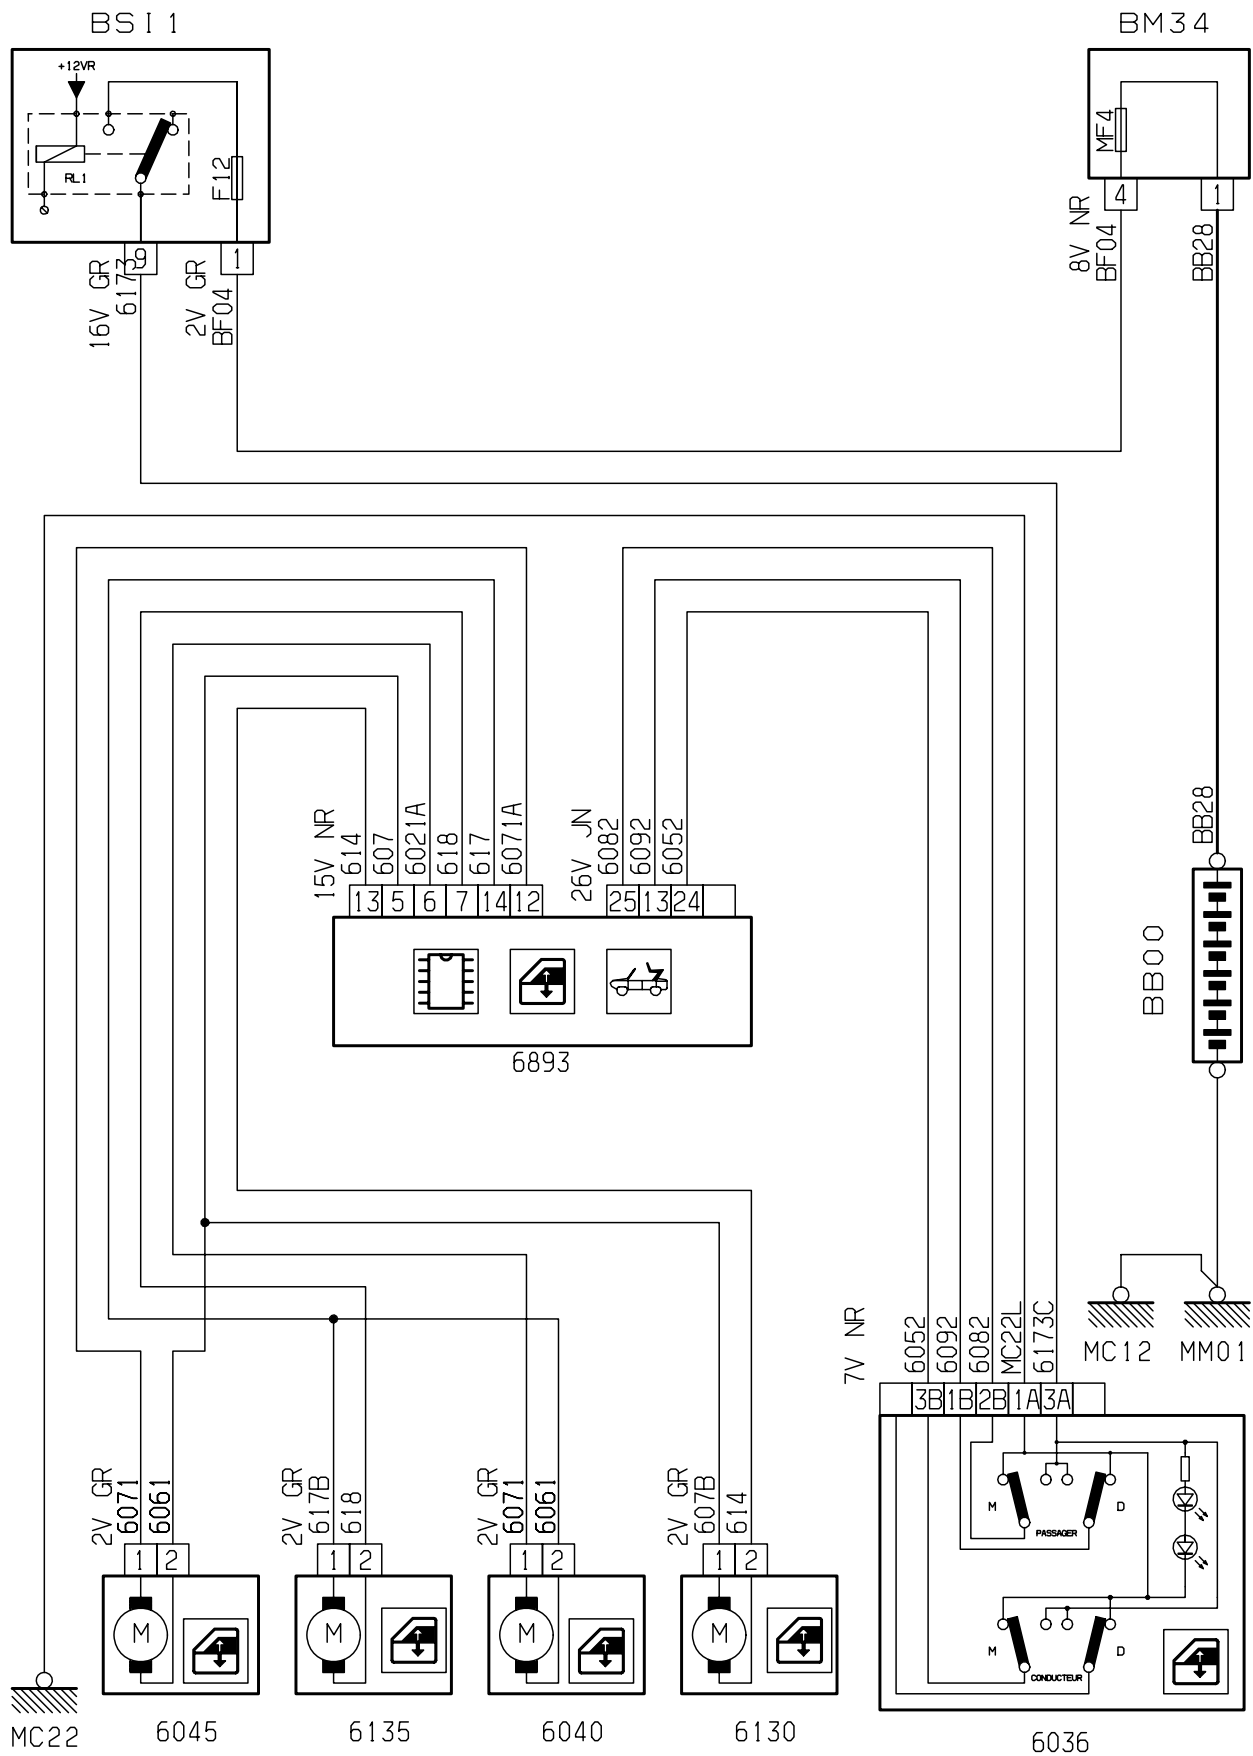 BSI1
BM34
+12VR
RL1
F12
MF4
9
1
4
1
16V GR
6173
2V GR
BF04
8V NR
BF04
BB28
BB28
BB00
15V NR
614
607
6021A
618
617
6071A
26V JN
6082
6092
6052
13
5
6
7
14
12
25
13
24
6893
MC12
MM01
7V NR
6052
6092
6082
MC22L
6173C
3B
1B
2B
1A
3A
M
D
PASSAGER
M
D
CONDUCTEUR
2V GR
6071
6061
2V GR
617B
618
2V GR
6071
6061
2V GR
607B
614
1
2
1
2
1
2
1
2
M
M
M
M
MC22
6045
6135
6040
6130
6036